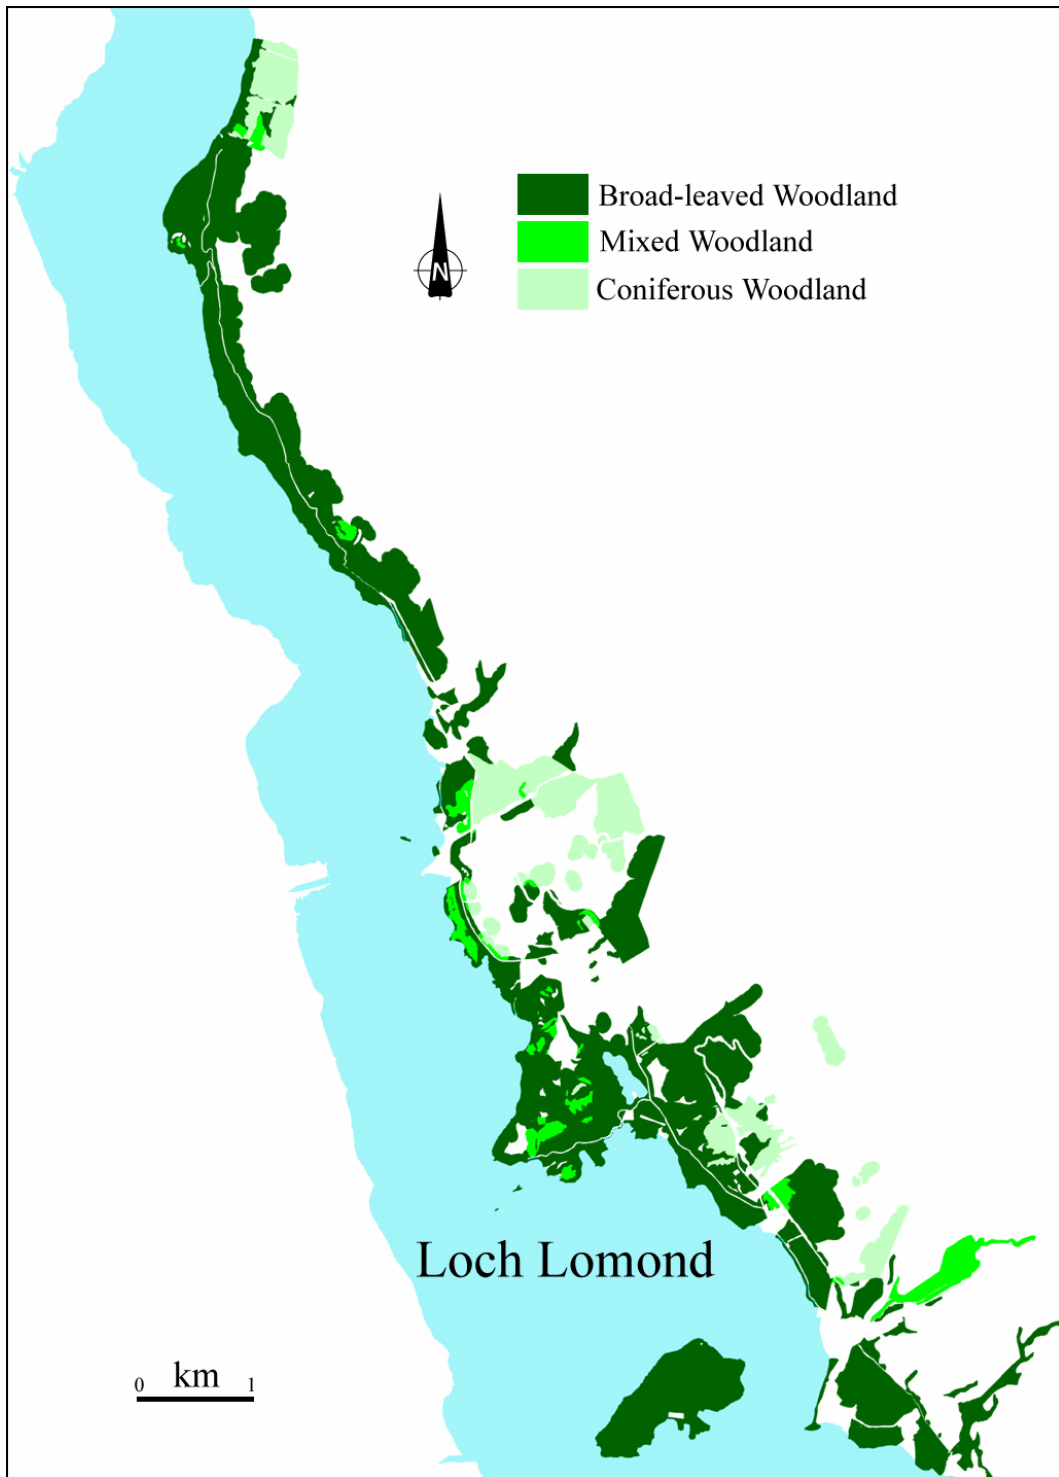 Broad-leaved Woodland
Mixed Woodland
N
Coniferous Woodland
Loch Lomond
km
0 1